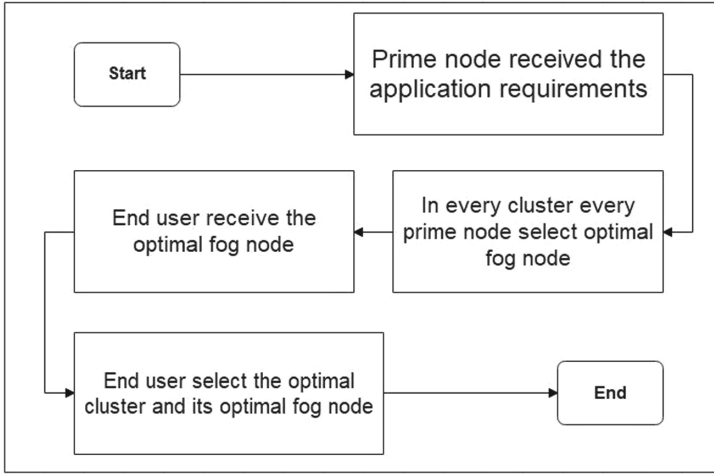 Start
Prime node received the
application requirements
In every cluster every
prime node select optimal
fog node
End user receive the
optimal fog node
End user select the optimal
cluster and its optimal fog node
End